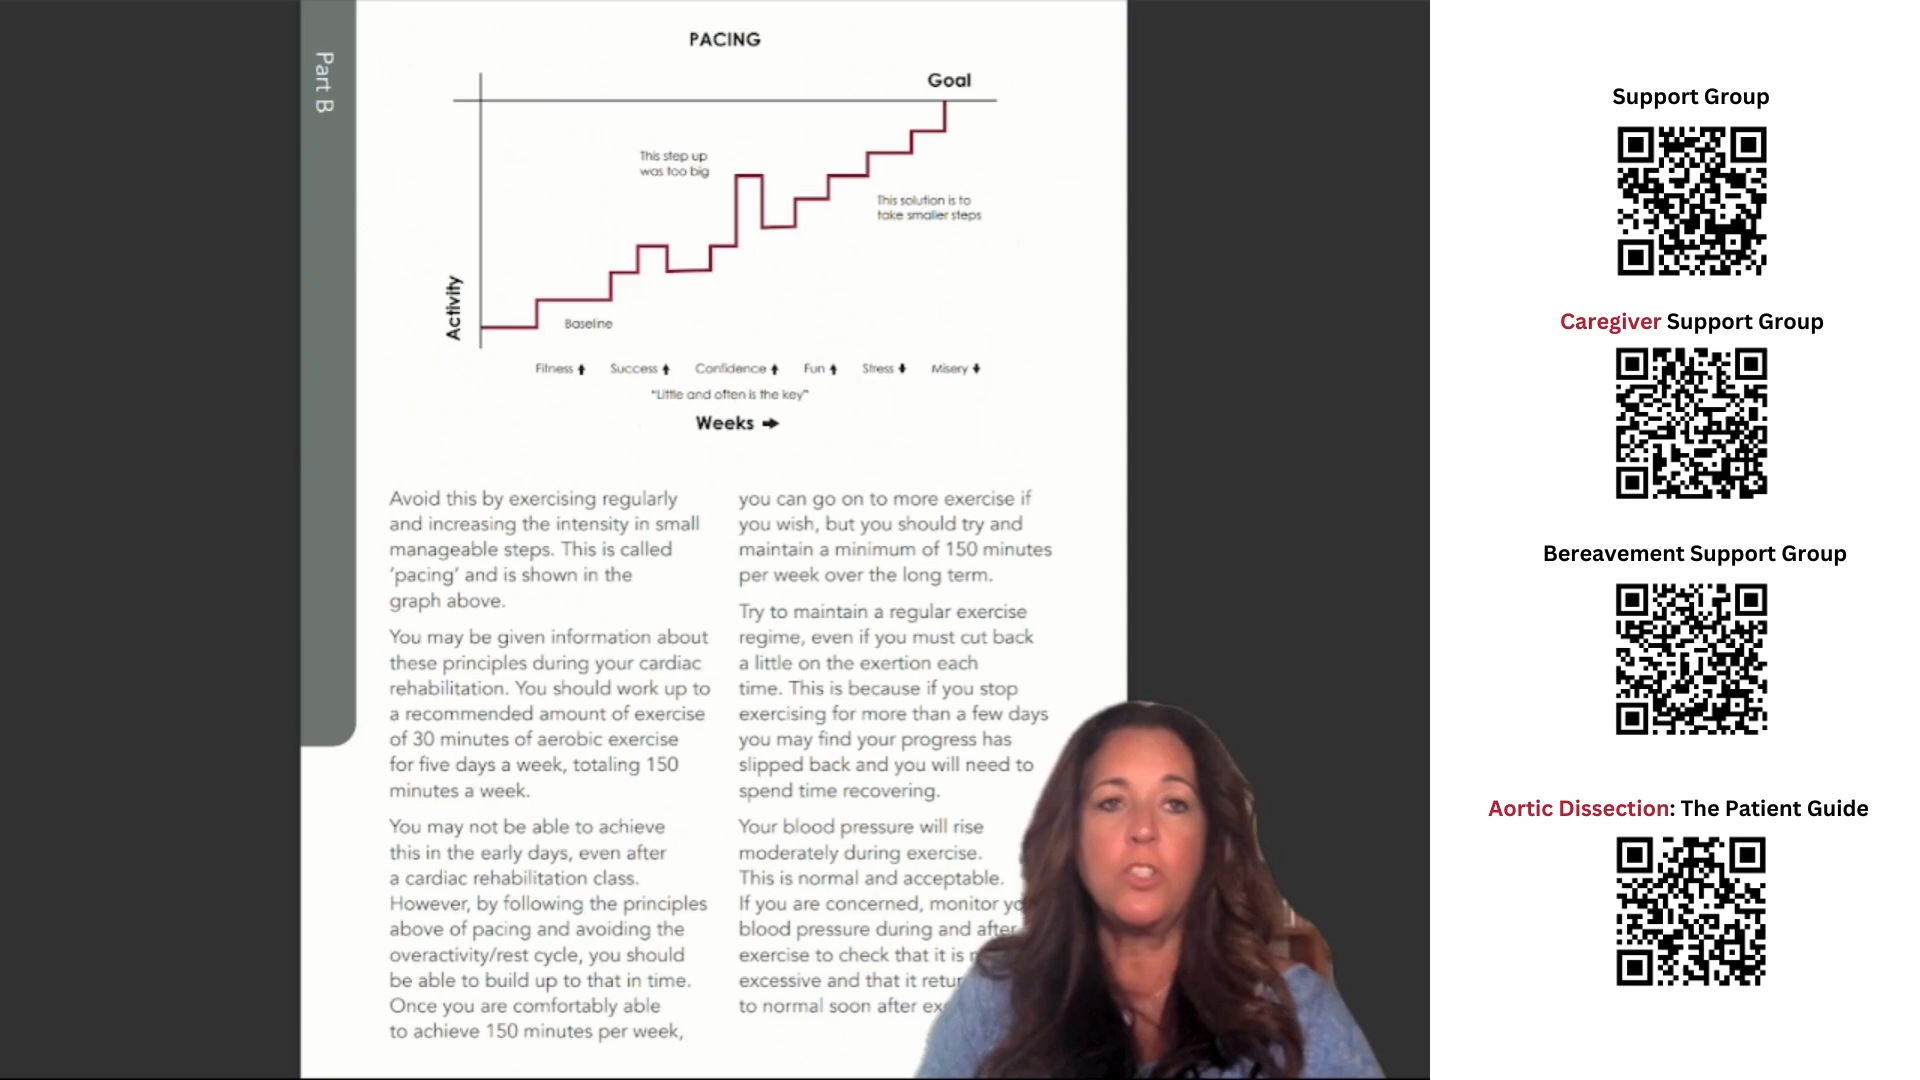 Part B
PACING
Goal
This step up
was too big
This solution is to
take smaller steps
Activity
Baseline
Fitness Success Confidence Fun Stress Misery
"Little and often is the key"
Weeks
Avoid this by exercising regularly
and increasing the intensity in small
manageable steps. This is called
'pacing' and is shown in the
graph above.
You may be given information about
these principles during your cardiac
rehabilitation. You should work up to
a recommended amount of exercise
of 30 minutes of aerobic exercise
for five days a week, totaling 150
minutes a week.
You may not be able to achieve
this in the early days, even after
a cardiac rehabilitation class.
However, by following the principles
above of pacing and avoiding the
overactivity/rest cycle, you should
be able to build up to that in time.
Once you are comfortably able
to achieve 150 minutes per week,
you can go on to more exercise if
you wish, but you should try and
maintain a minimum of 150 minutes
per week over the long term.
Try to maintain a regular exercise
regime, even if you must cut back
a little on the exertion each
time. This is because if you stop
exercising for more than a few days
you may find your progress has
slipped back and you will need to
spend time recovering.
Your blood pressure will rise
moderately during exercise.
This is normal and acceptable.
If you are concerned, monitor
blood pressure during and after
exercise to check that it is
excessive and that it
to normal soon after
Support Group
Caregiver Support Group
Bereavement Support Group
Aortic Dissection: The Patient Guide